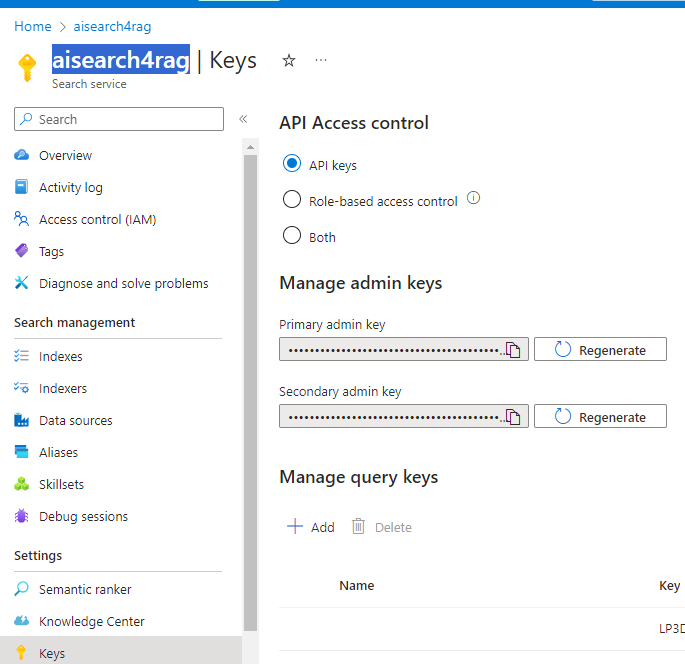 Home > aisearch4rag
aisearch4rag | Keys
Search service
Search
Overview
Activity log
Access control (IAM)
Tags
Diagnose and solve problems
Search management
Indexes
Indexers
Data sources
Aliases
Skillsets
Debug sessions
Settings
Semantic ranker
Knowledge Center
Keys
API Access control
API keys
Role-based access control
Both
Manage admin keys
Primary admin key
Regenerate
Secondary admin key
Regenerate
Manage query keys
Add Delete
Name Key